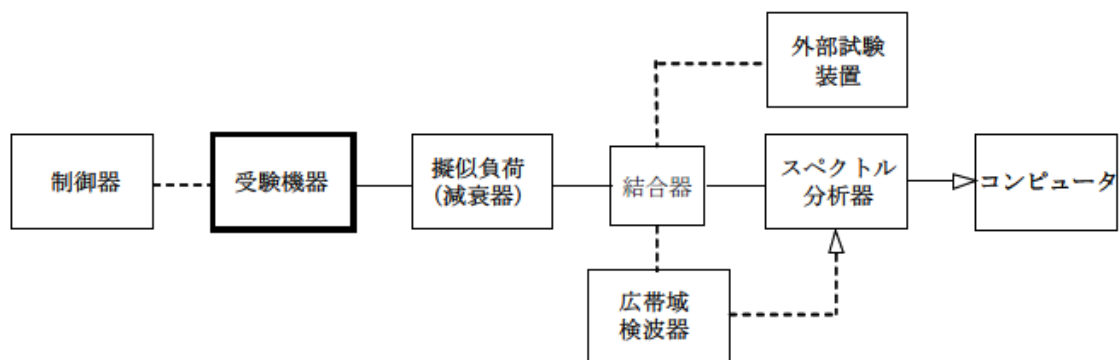 外部試験
装置
制御器
受験機器
擬似負荷
(減衰器)
結合器
スペクトル
分析器
コンピュータ
広帯域
検波器